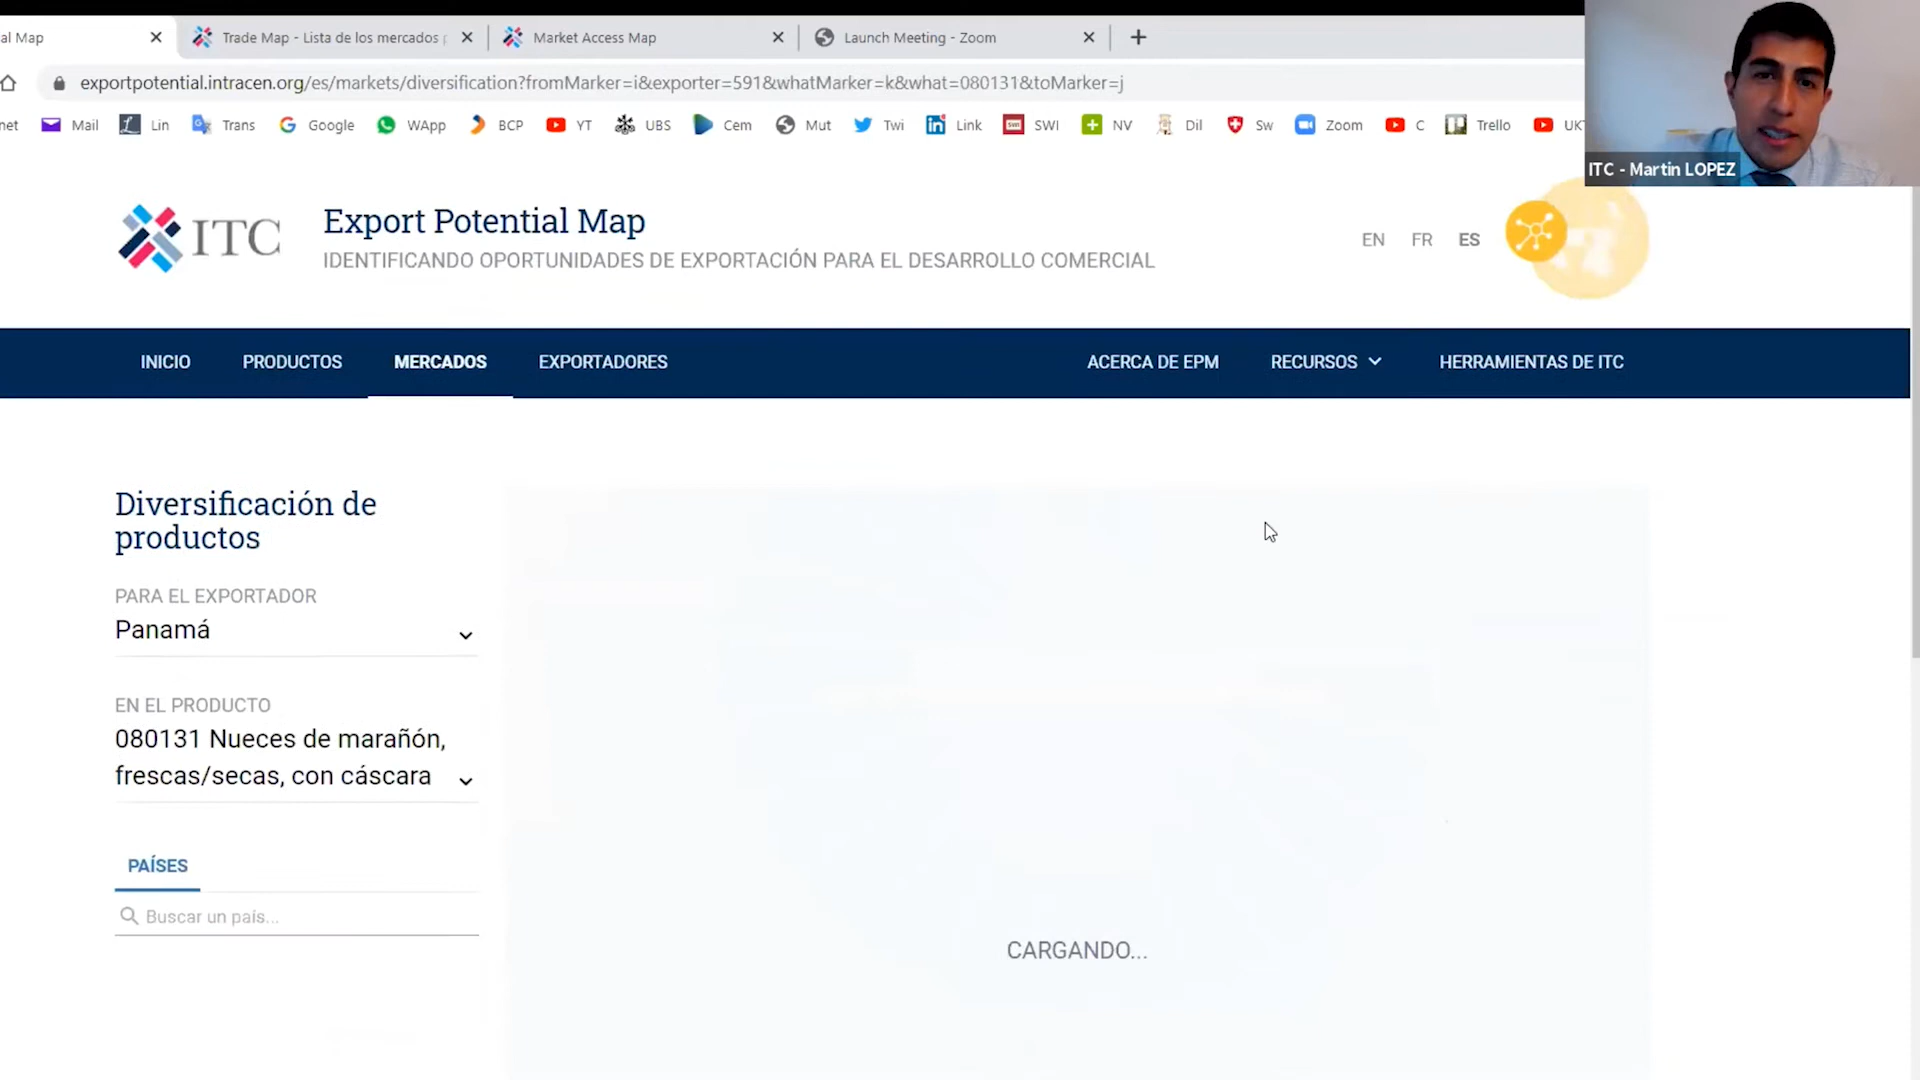 al Map
Trade Map - Lista de los mercados
Market Access Map
Launch Meeting - Zoom
exportpotential.intracen.org/es/markets/diversification?fromMarker=i&exporter=591&whatMarker=k&what=080131&toMarker=j
net Mail Lin Trans Google WApp BCP YT UBS Cem Mut Twi Link SWI NV Dil Sw Zoom C Trello UK
ITC - Martin LOPEZ
ITC
Export Potential Map
IDENTIFICANDO OPORTUNIDADES DE EXPORTACIÓN PARA EL DESARROLLO COMERCIAL
EN FR ES
INICIO PRODUCTOS MERCADOS EXPORTADORES ACERCA DE EPM RECURSOS HERRAMIENTAS DE ITC
Diversificación de
productos
PARA EL EXPORTADOR
Panamá
EN EL PRODUCTO
080131 Nueces de marañón,
frescas/secas, con cáscara
PAÍSES
Buscar un país...
CARGANDO...